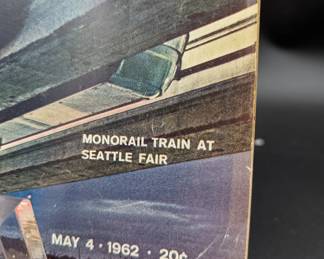 MONORAIL TRAIN AT
SEATTLE FAIR
MAY 4 · 1962 · 20¢